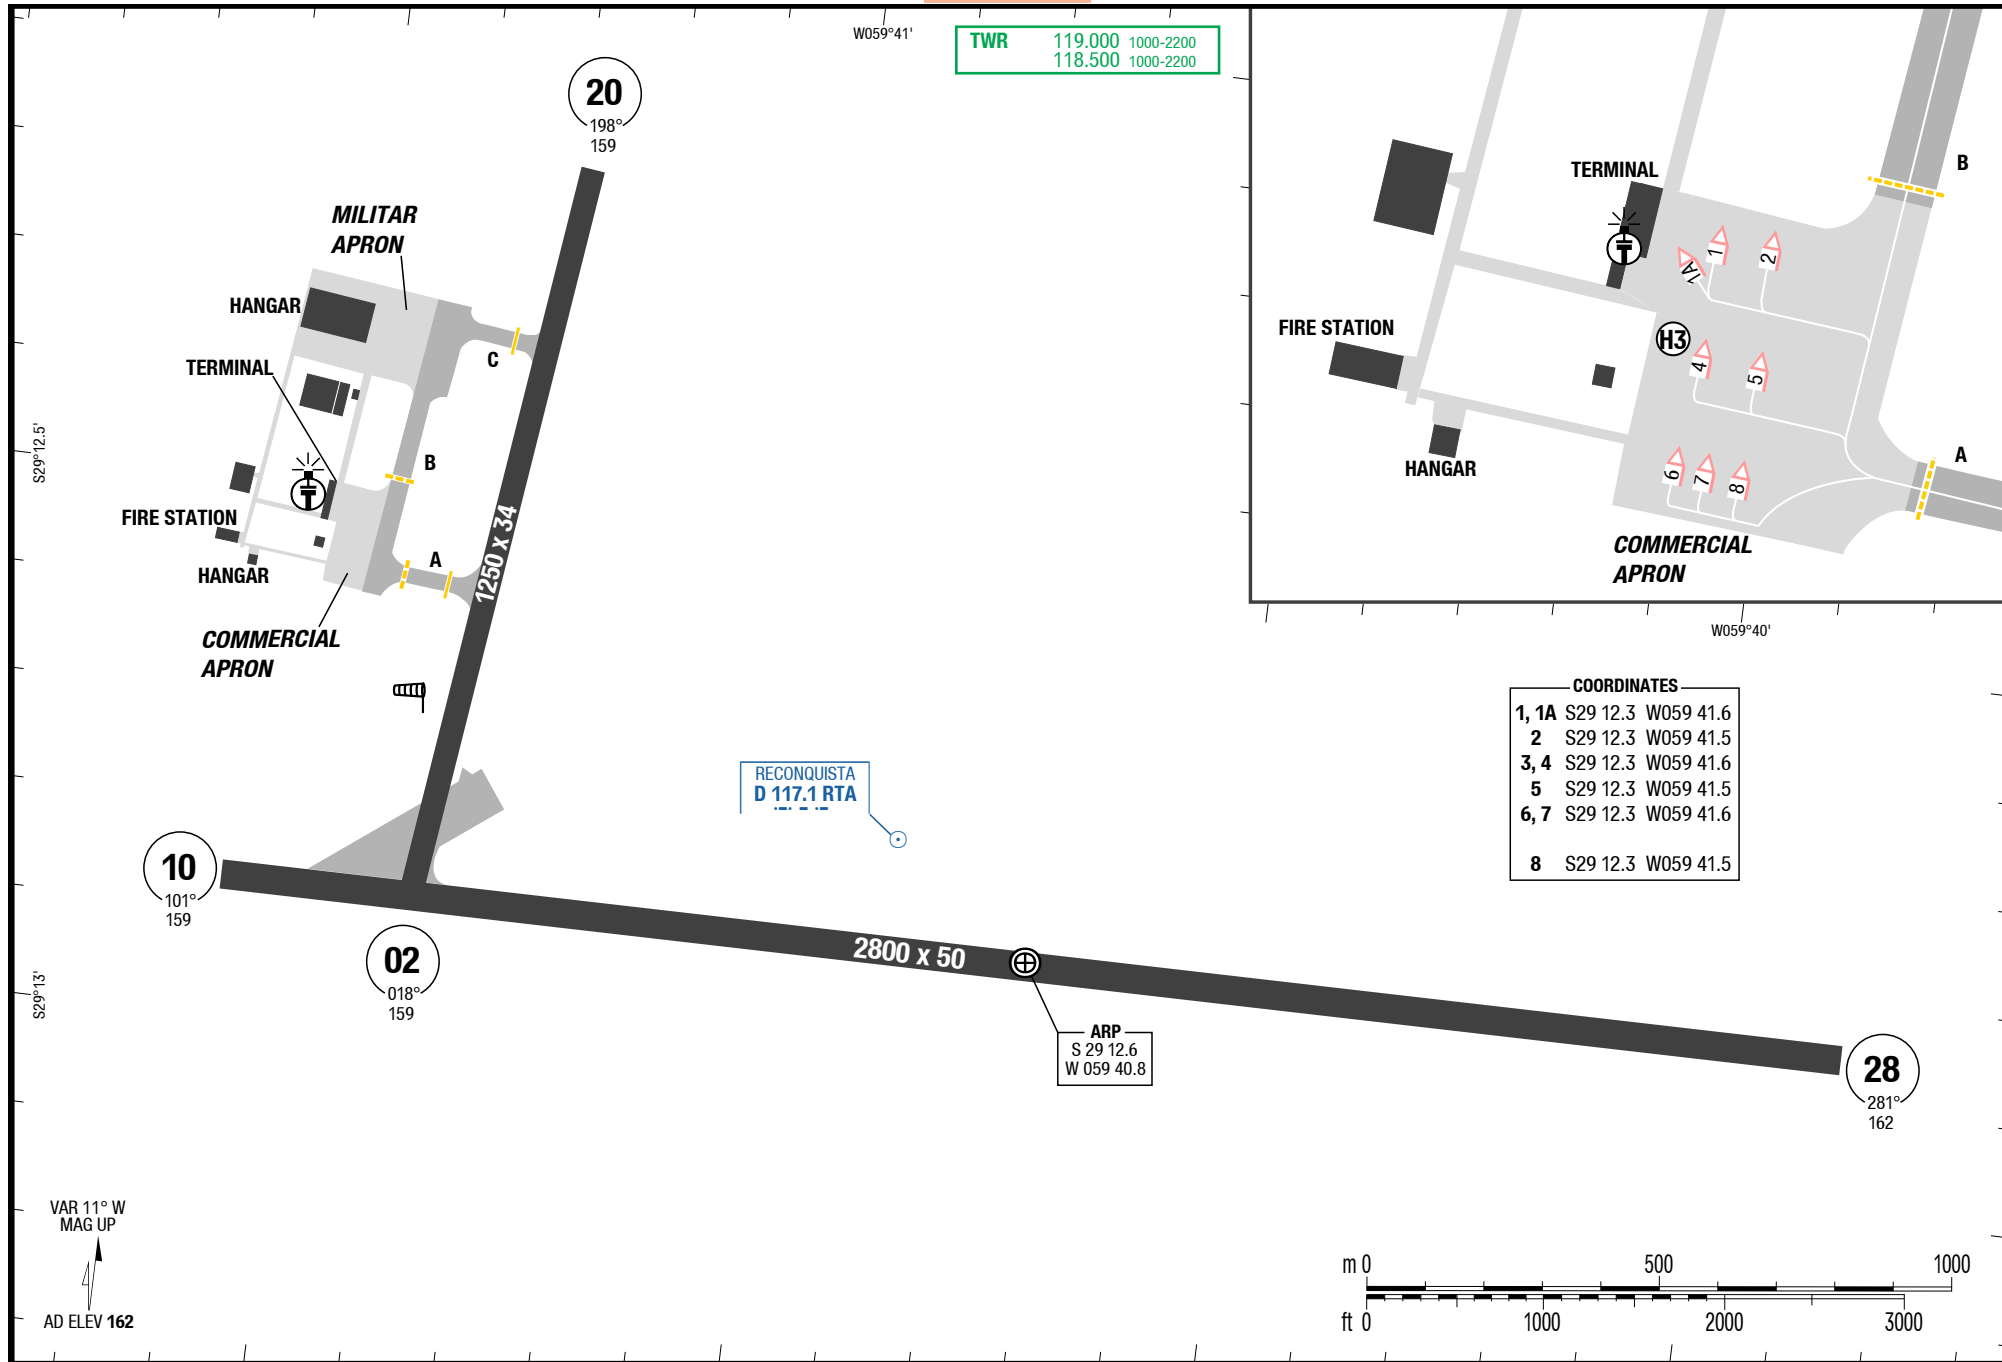 W059°41'
TWR 119.000 1000-2200
118.500 1000-2200
20
198°
159
MILITAR
APRON
HANGAR
TERMINAL
C
B
FIRE STATION
A
HANGAR
COMMERCIAL
APRON
1250 x 34
S29°12.5'
TERMINAL
B
1A
1
2
FIRE STATION
H3
4
5
HANGAR
A
6
7
8
COMMERCIAL
APRON
W059°40'
COORDINATES
1, 1A S29 12.3 W059 41.6
2 S29 12.3 W059 41.5
3, 4 S29 12.3 W059 41.6
5 S29 12.3 W059 41.5
6, 7 S29 12.3 W059 41.6
8 S29 12.3 W059 41.5
RECONQUISTA
D 117.1 RTA
10
101°
159
02
018°
159
2800 x 50
S29°13'
ARP
S 29 12.6
W 059 40.8
28
281°
162
VAR 11° W
MAG UP
AD ELEV 162
m 0 500 1000
ft 0 1000 2000 3000